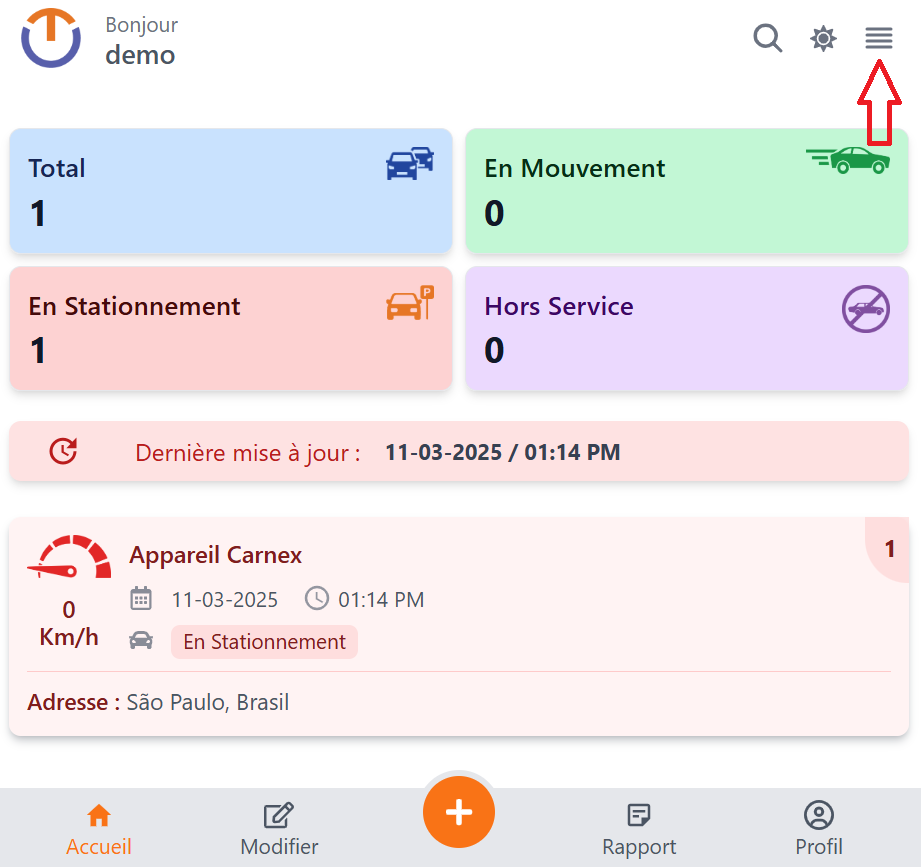 Bonjour
demo
Total
1
En Mouvement
0
En Stationnement
P
1
Hors Service
0
Dernière mise à jour : 11-03-2025 / 01:14 PM
Appareil Carnex
1
11-03-2025 01:14 PM
0
Km/h
En Stationnement
Adresse : São Paulo, Brasil
Accueil
Modifier
Rapport
Profil